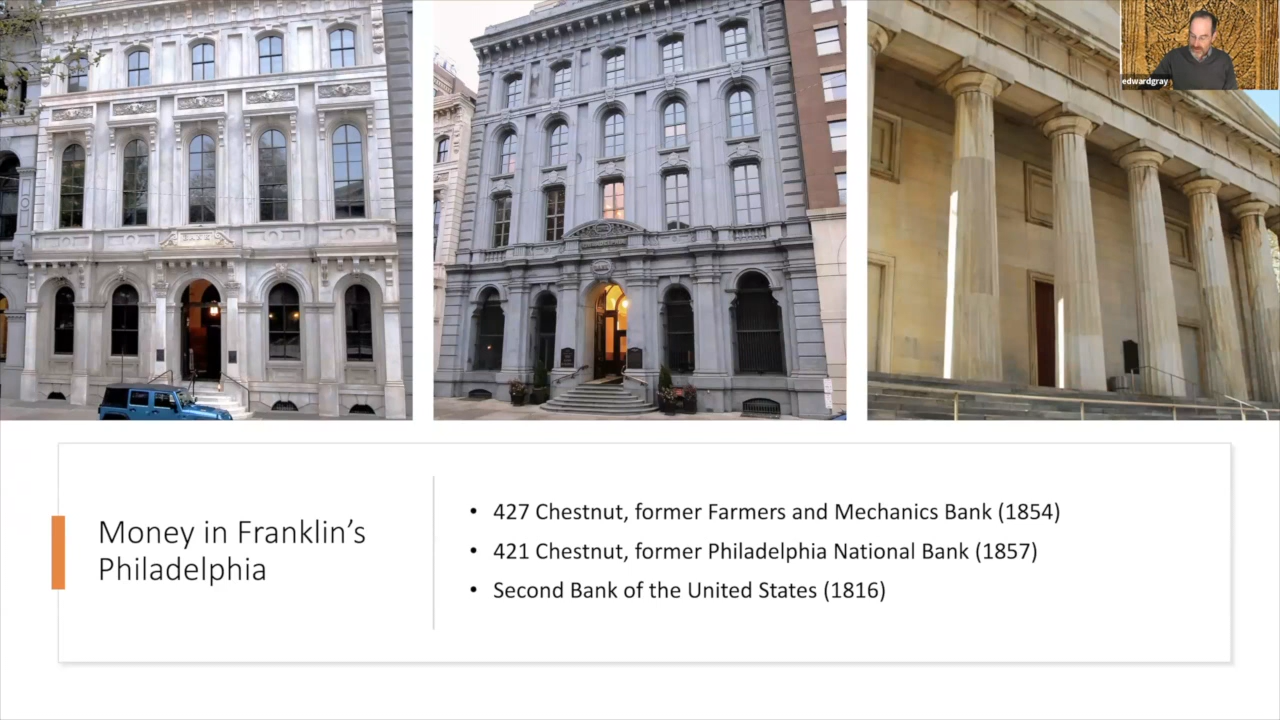 edwardgray
Money in Franklin’s
Philadelphia
• 427 Chestnut, former Farmers and Mechanics Bank (1854)
• 421 Chestnut, former Philadelphia National Bank (1857)
• Second Bank of the United States (1816)